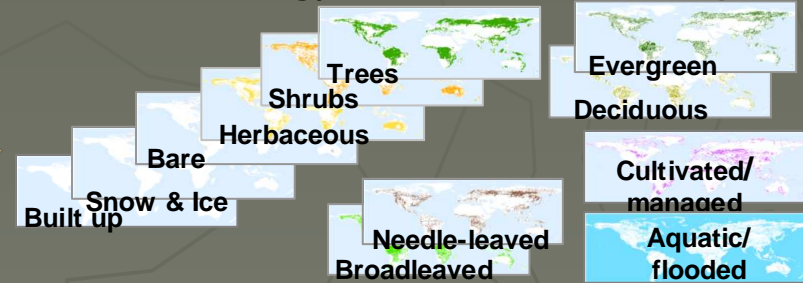 Trees
Shrubs
Herbaceous
Bare
Snow & Ice
Built up
Evergreen
Deciduous
Needle-leaved
Broadleaved
Cultivated/
managed
Aquatic/
flooded